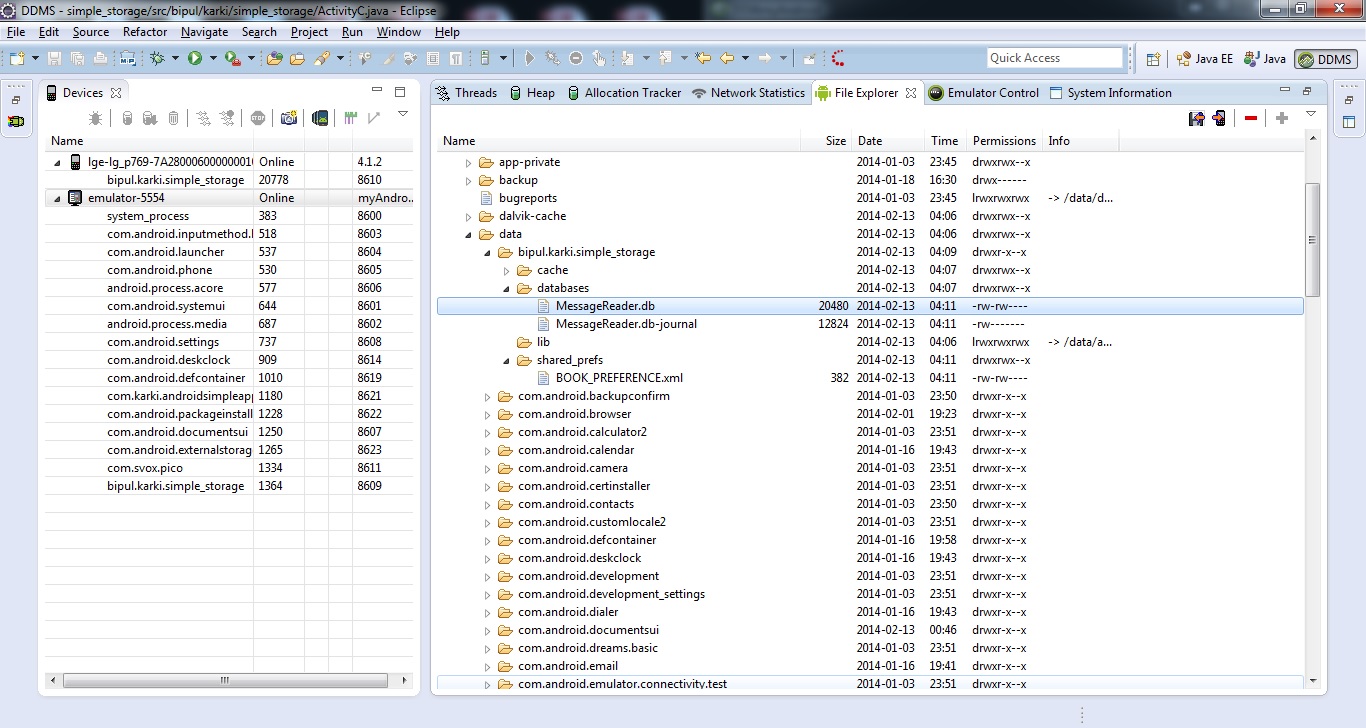 DDMS - simple_storage/src/bipul/karki/simple_storage/ActivityC.java - Eclipse
File Edit Source Refactor Navigate Search Project Run Window Help
Quick Access Java EE Java DDMS
Devices
Name
lge-lg_p769-7A2800060000001 Online 4.1.2
bipul.karki.simple_storage 20778 8610
emulator-5554 Online myAndro...
system_process 383 8600
com.android.inputmethod.l 518 8603
com.android.launcher 537 8604
com.android.phone 530 8605
android.process.acore 577 8606
com.android.systemui 644 8601
android.process.media 687 8602
com.android.settings 737 8608
com.android.deskclock 909 8614
com.android.defcontainer 1010 8619
com.karki.androidsimpleap 1180 8621
com.android.packageinstall 1228 8622
com.android.documentsui 1250 8607
com.android.externalstorag 1265 8623
com.svox.pico 1334 8611
bipul.karki.simple_storage 1364 8609
Threads Heap Allocation Tracker Network Statistics File Explorer Emulator Control System Information
Name Size Date Time Permissions Info
app-private 2014-01-03 23:45 drwxrwx--x
backup 2014-01-18 16:30 drwx------
bugreports 2014-01-03 23:45 lrwxrwxrwx -> /data/d...
dalvik-cache 2014-02-13 04:06 drwxrwx--x
data 2014-02-13 04:06 drwxrwx--x
bipul.karki.simple_storage 2014-02-13 04:09 drwxr-x--x
cache 2014-02-13 04:07 drwxrwx--x
databases 2014-02-13 04:07 drwxrwx--x
MessageReader.db 20480 2014-02-13 04:11 -rw-rw----
MessageReader.db-journal 12824 2014-02-13 04:11 -rw-------
lib 2014-02-13 04:06 lrwxrwxrwx -> /data/a...
shared_prefs 2014-02-13 04:11 drwxrwx--x
BOOK_PREFERENCE.xml 382 2014-02-13 04:11 -rw-rw----
com.android.backupconfirm 2014-01-03 23:50 drwxr-x--x
com.android.browser 2014-02-01 19:23 drwxr-x--x
com.android.calculator2 2014-01-03 23:51 drwxr-x--x
com.android.calendar 2014-01-16 19:43 drwxr-x--x
com.android.camera 2014-01-03 23:51 drwxr-x--x
com.android.certinstaller 2014-01-03 23:51 drwxr-x--x
com.android.contacts 2014-01-03 23:50 drwxr-x--x
com.android.customlocale2 2014-01-03 23:51 drwxr-x--x
com.android.defcontainer 2014-01-16 19:58 drwxr-x--x
com.android.deskclock 2014-01-16 19:43 drwxr-x--x
com.android.development 2014-01-03 23:51 drwxr-x--x
com.android.development_settings 2014-01-03 23:51 drwxr-x--x
com.android.dialer 2014-01-16 19:43 drwxr-x--x
com.android.documentsui 2014-02-13 00:46 drwxr-x--x
com.android.dreams.basic 2014-01-03 23:51 drwxr-x--x
com.android.email 2014-01-16 19:41 drwxr-x--x
com.android.emulator.connectivity.test 2014-01-03 23:51 drwxr-x--x